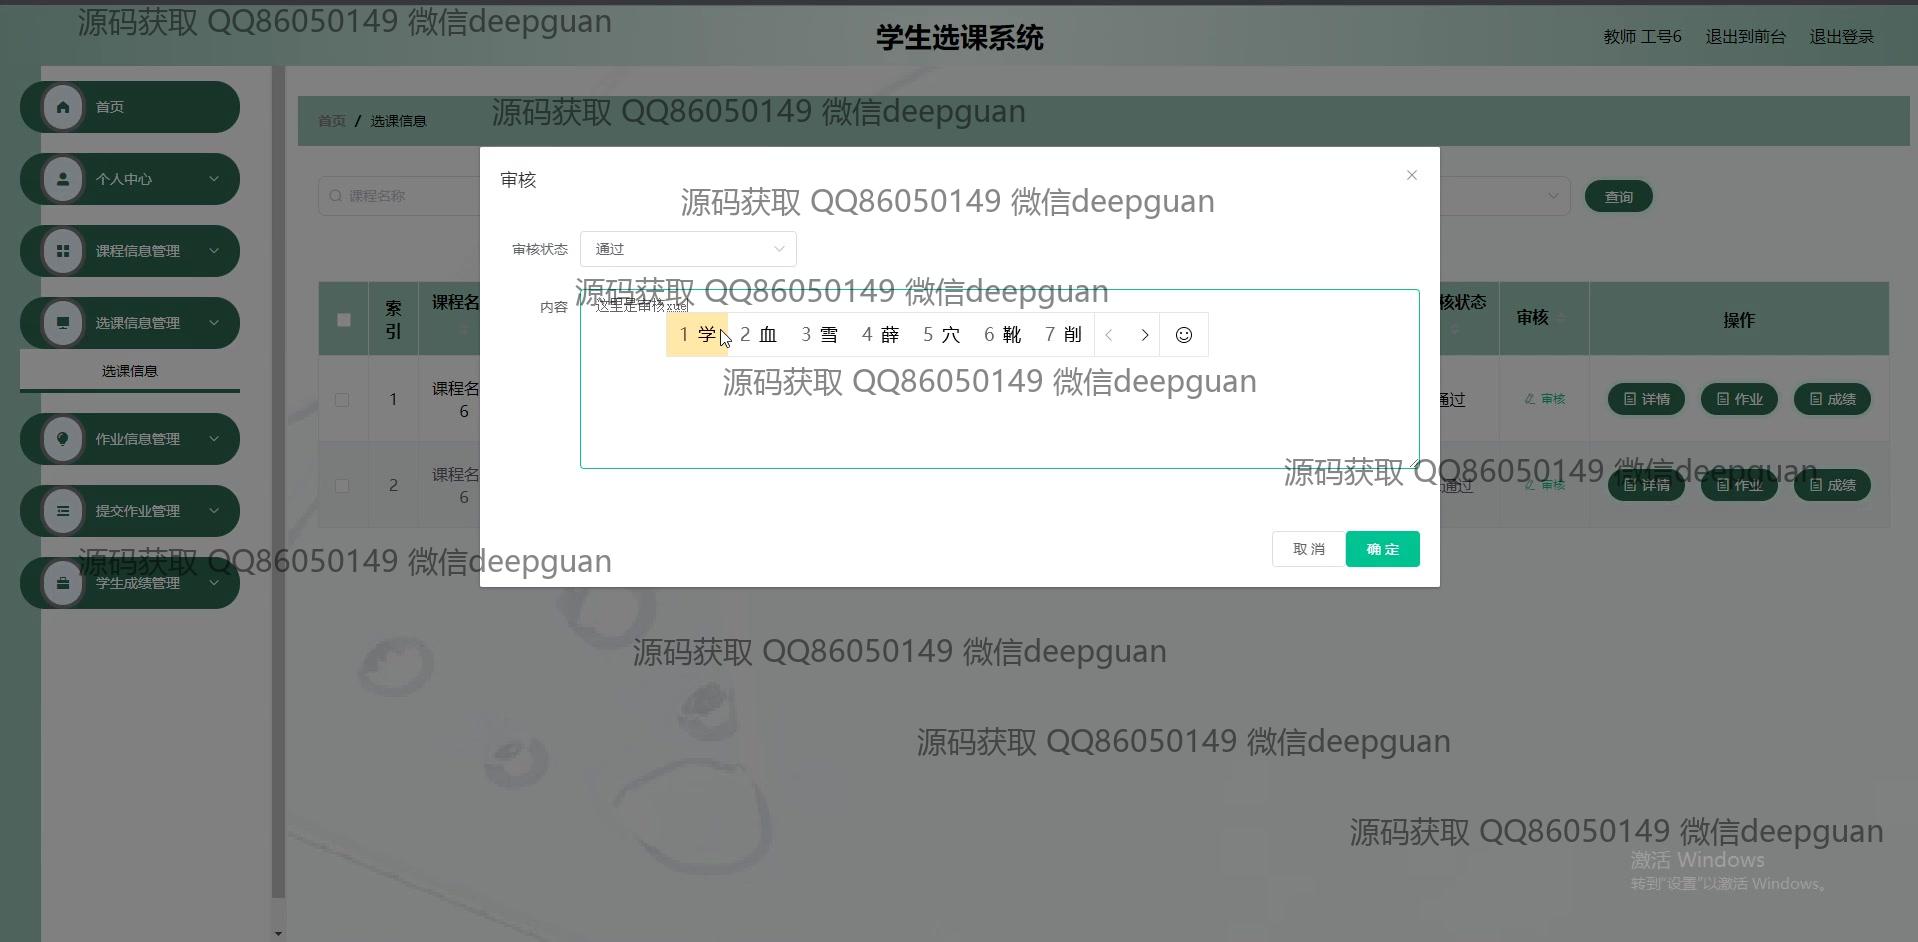 源码获取 QQ86050149 微信deepguan
学生选课系统
教师 工号6 退出到前台 退出登录
首页
个人中心
课程信息管理
选课信息管理
选课信息
作业信息管理
提交作业管理
学生成绩管理
首页 / 选课信息
源码获取 QQ86050149 微信deepguan
课程名称
查询
审核
源码获取 QQ86050149 微信deepguan
审核状态 通过
源码获取 QQ86050149 微信deepguan
内容 这里是审核xue
1 学 2 血 3 雪 4 薛 5 穴 6 靴 7 削
源码获取 QQ86050149 微信deepguan
取消 确定
索引 课程名 核状态 审核 操作
1 课程名6 通过 审核 详情 作业 成绩
源码获取 QQ86050149 微信deepguan
2 课程名6 通过 审核 详情 作业 成绩
源码获取 QQ86050149 微信deepguan
源码获取 QQ86050149 微信deepguan
源码获取 QQ86050149 微信deepguan
源码获取 QQ86050149 微信deepguan
激活 Windows
转到"设置"以激活 Windows。